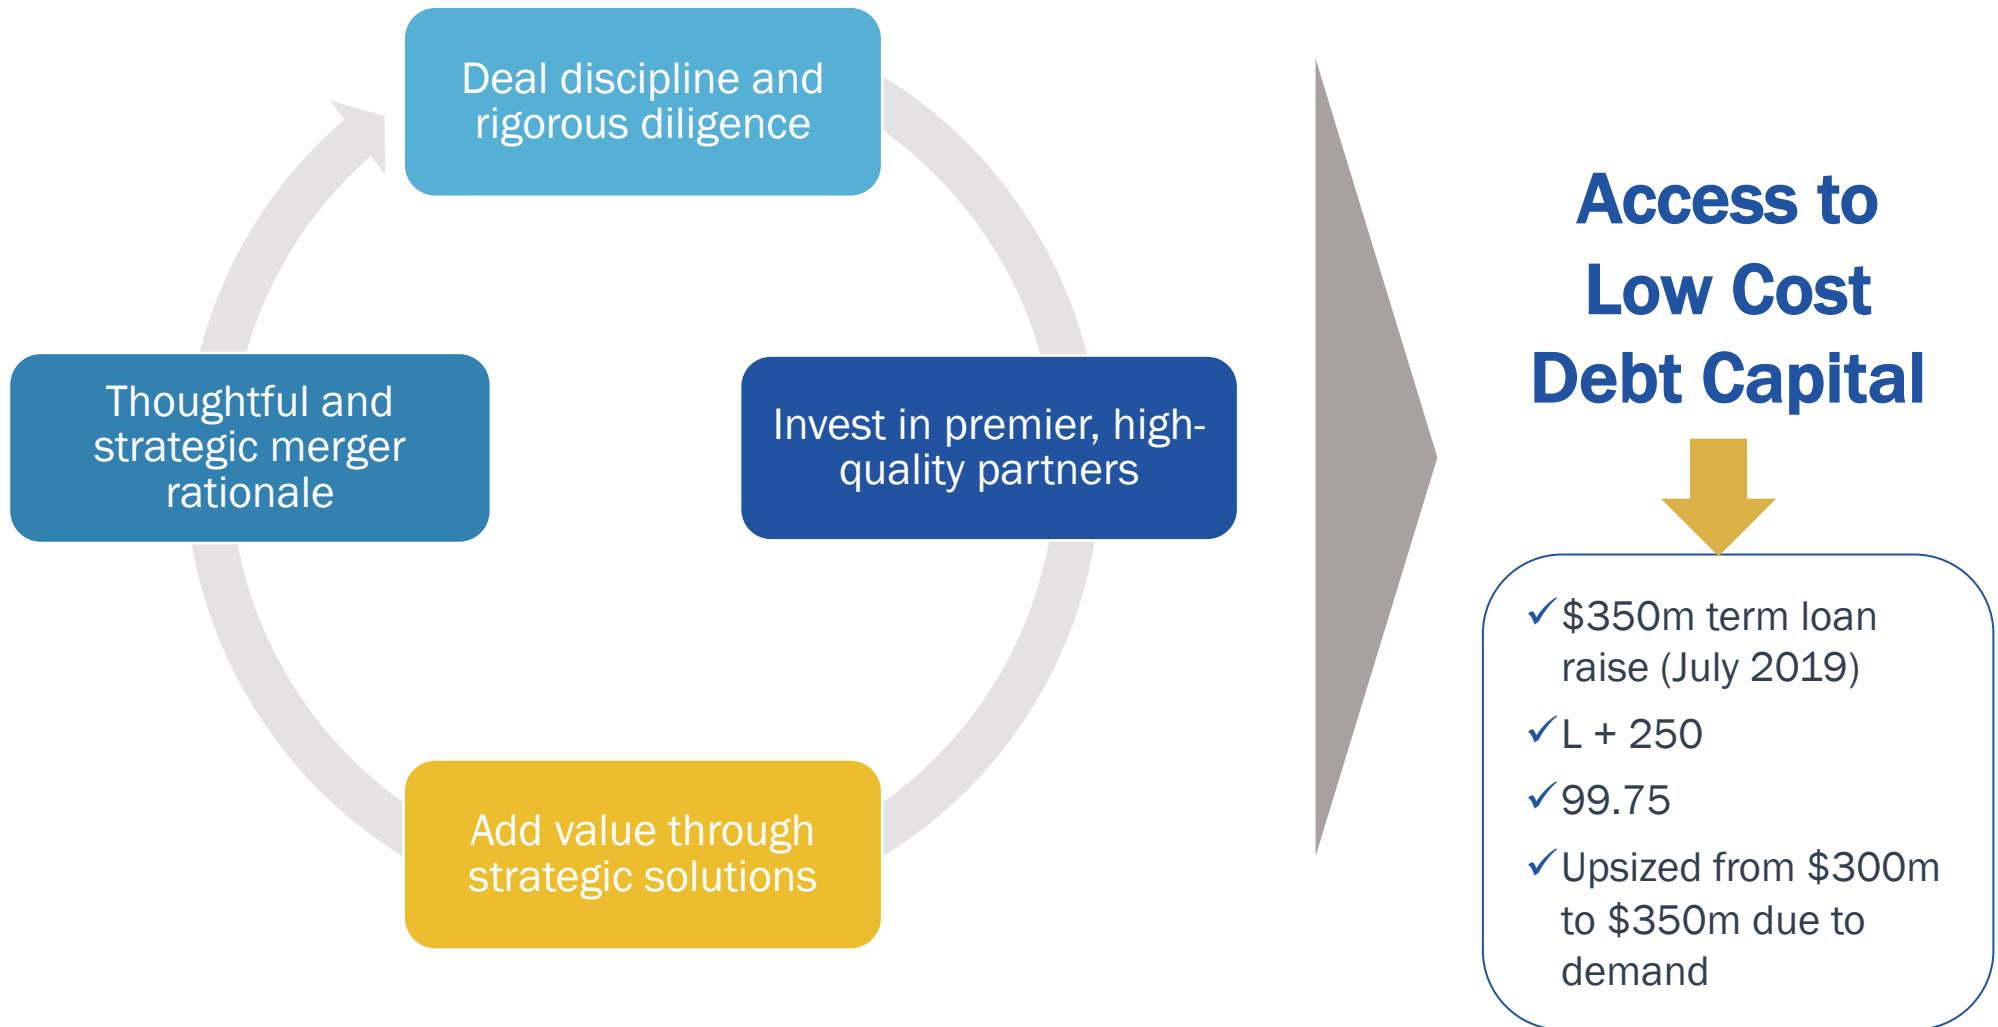 Deal discipline and
rigorous diligence
Invest in premier, high-
quality partners
Add value through
strategic solutions
Thoughtful and
strategic merger
rationale
Access to
Low Cost
Debt Capital
✓$350m term loan
raise (July 2019)
✓L + 250
✓99.75
✓Upsized from $300m
to $350m due to
demand